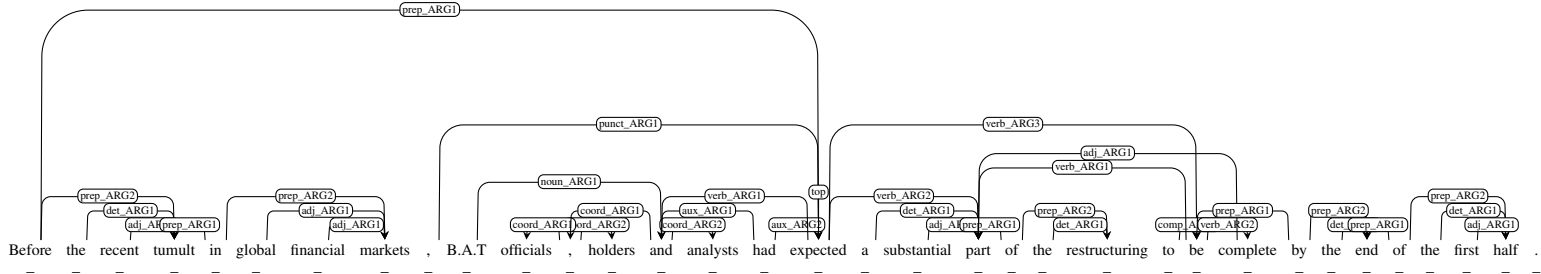 prep_ARG1
punct_ARG1 verb_ARG3
adj_ARG1
verb_ARG1
noun_ARG1
prep_ARG2 prep_ARG2 verb_ARG1 top verb_ARG2 prep_ARG2
det_ARG1 adj_ARG1 coord_ARG1 aux_ARG1 det_ARG1 prep_ARG2 prep_ARG1 prep_ARG2 det_ARG1
prep_ARG1 adj_ARG1 coord_ARG1 coord_ARG2 aux_ARG2 prep_ARG1 det_ARG1 verb_ARG2 prep_ARG1 adj_ARG1
Before the recent tumult in global financial markets , B.A.T officials , holders and analysts had expected a substantial part of the restructuring to be complete by the end of the first half .
_ _ _ _ _ _ _ _ _ _ _ _ _ _ _ _ _ _ _ _ _ _ _ _ _ _ _ _ _ _ _ _ _ _